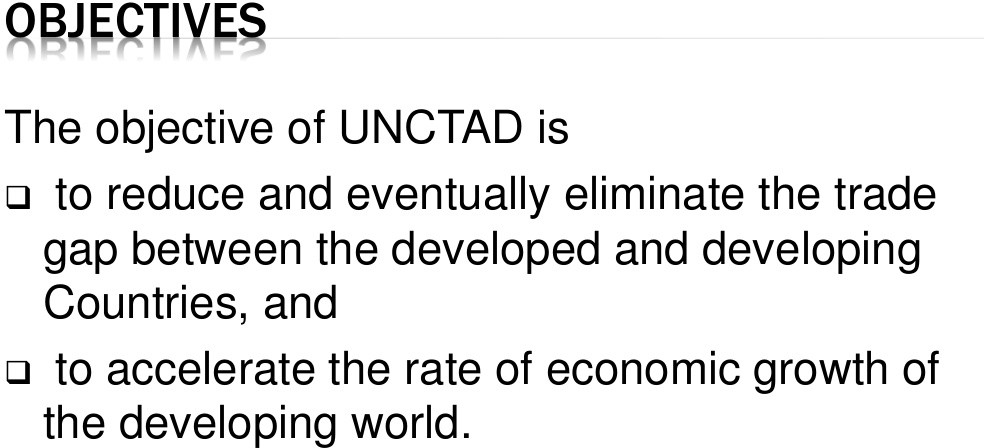 OBJECTIVES
The objective of UNCTAD is
❑ to reduce and eventually eliminate the trade
gap between the developed and developing
Countries, and
❑ to accelerate the rate of economic growth of
the developing world.